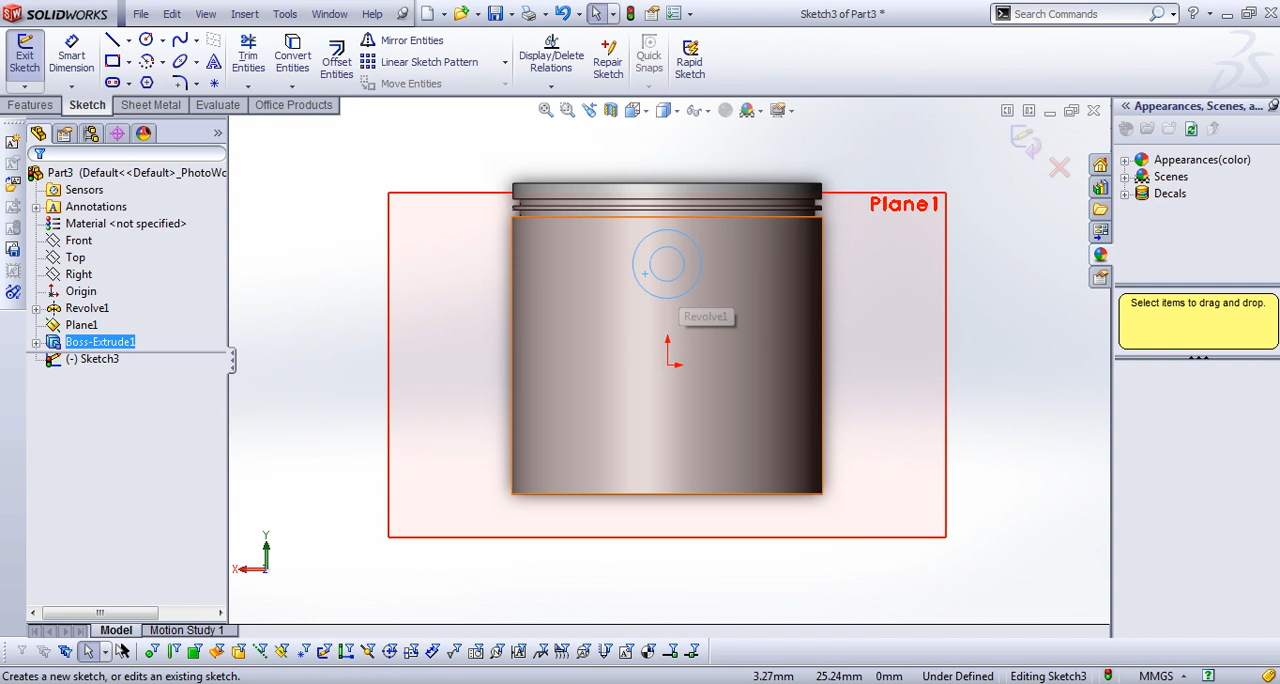 SW SOLIDWORKS File Edit View Insert Tools Window Help Sketch3 of Part3 * Search Commands ?
Exit Sketch Smart Dimension Trim Entities Convert Entities Offset Entities Mirror Entities Linear Sketch Pattern Move Entities Display/Delete Relations Repair Sketch Quick Snaps Rapid Sketch
Features Sketch Sheet Metal Evaluate Office Products
Appearances, Scenes, a...
Part3 (Default<<Default>_PhotoWo
Sensors
Annotations
Material <not specified>
Front
Top
Right
Origin
Revolve1
Plane1
Boss-Extrude1
(-) Sketch3
Plane1
Revolve1
Y
X
Appearances(color)
Scenes
Decals
Select items to drag and drop.
Model Motion Study 1
Creates a new sketch, or edits an existing sketch. 3.27mm 25.24mm 0mm Under Defined Editing Sketch3 MMGS ?